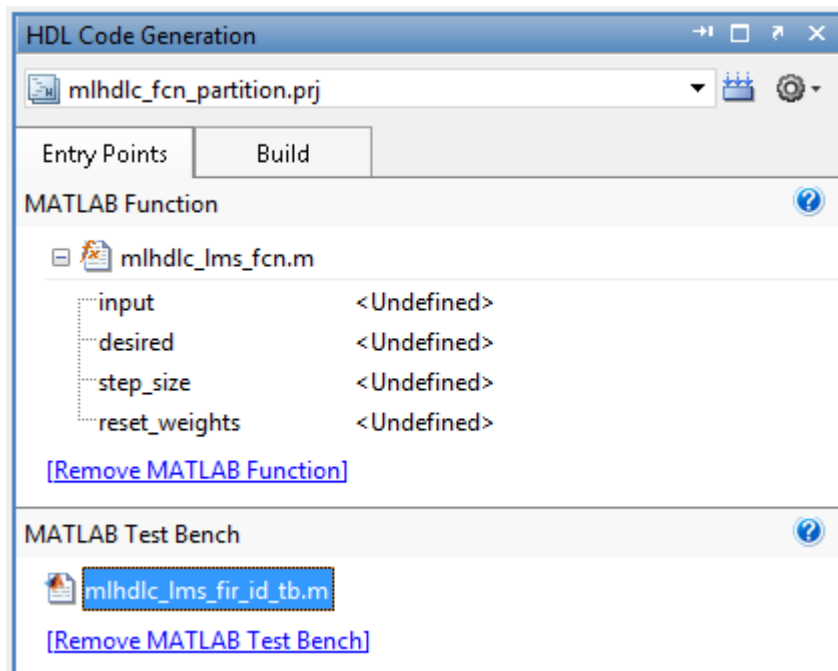 HDL Code Generation
mlhdlc_fcn_partition.prj
Entry Points Build
MATLAB Function
mlhdlc_lms_fcn.m
input <Undefined>
desired <Undefined>
step_size <Undefined>
reset_weights <Undefined>
[Remove MATLAB Function]
MATLAB Test Bench
mlhdlc_lms_fir_id_tb.m
[Remove MATLAB Test Bench]